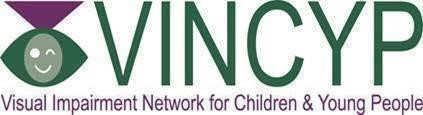 VINCYP
Visual Impairment Network for Children & Young People